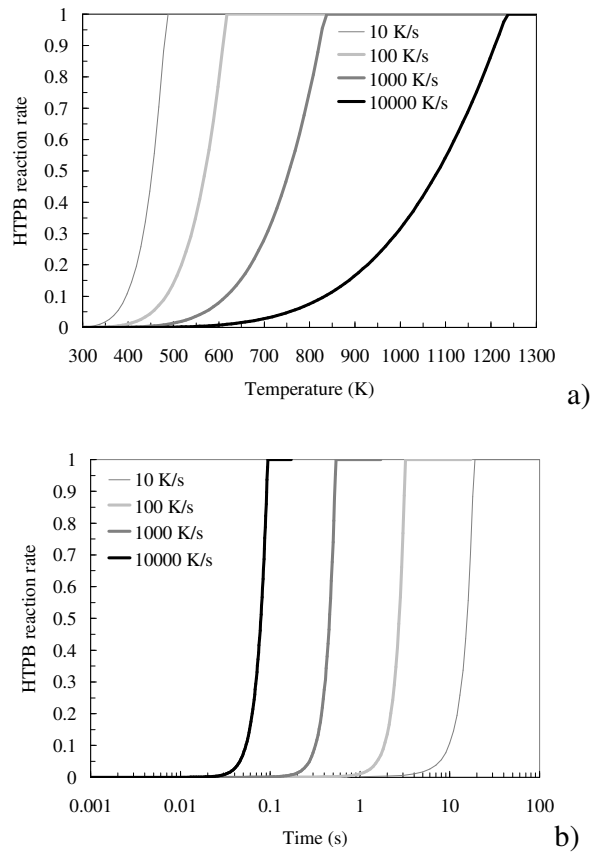 1
0.9
0.8
0.7
0.6
0.5
0.4
0.3
0.2
0.1
0
HTPB reaction rate
10 K/s
100 K/s
1000 K/s
10000 K/s
300 400 500 600 700 800 900 1000 1100 1200 1300
Temperature (K)
a)
1
0.9
0.8
0.7
0.6
0.5
0.4
0.3
0.2
0.1
0
HTPB reaction rate
10 K/s
100 K/s
1000 K/s
10000 K/s
0.001 0.01 0.1 1 10 100
Time (s)
b)